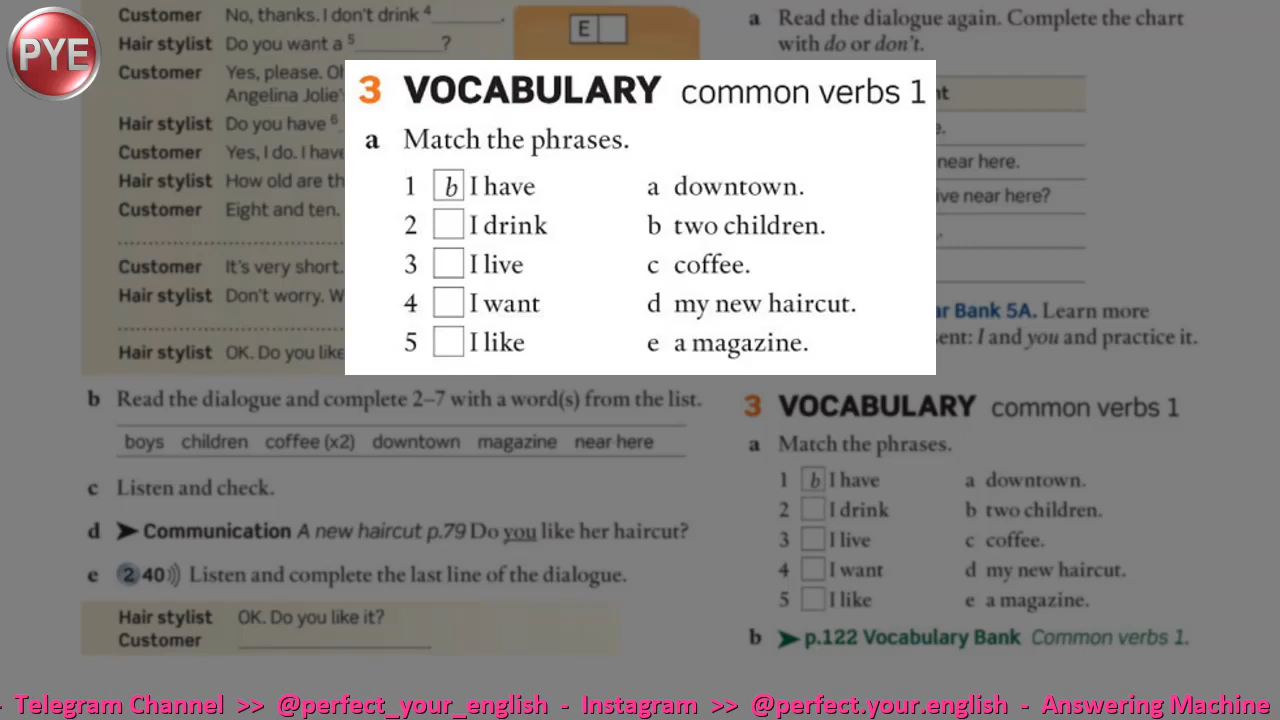 PYE
Customer No, thanks. I don't drink 4__________.
Hair stylist Do you want a 5__________?
Customer Yes, please. Oh
Angelina Jolie's
Hair stylist Do you have 6
Customer Yes, I do. I have
Hair stylist How old are th
Customer Eight and ten.
Customer It's very short.
Hair stylist Don't worry. W
Hair stylist OK. Do you like
E
a Read the dialogue again. Complete the chart
with do or don't.
near here.
ive near here?
ar Bank 5A. Learn more
ent: I and you and practice it.
3 VOCABULARY common verbs 1
a Match the phrases.
1 b I have a downtown.
2 I drink b two children.
3 I live c coffee.
4 I want d my new haircut.
5 I like e a magazine.
b Read the dialogue and complete 2–7 with a word(s) from the list.
boys children coffee (x2) downtown magazine near here
c Listen and check.
d ➤ Communication A new haircut p.79 Do you like her haircut?
e 2 40 Listen and complete the last line of the dialogue.
Hair stylist OK. Do you like it?
Customer __________
3 VOCABULARY common verbs 1
a Match the phrases.
1 b I have a downtown.
2 I drink b two children.
3 I live c coffee.
4 I want d my new haircut.
5 I like e a magazine.
b ➤ p.122 Vocabulary Bank Common verbs 1.
- Telegram Channel >> @perfect_your_english - Instagram >> @perfect.your.english - Answering Machine